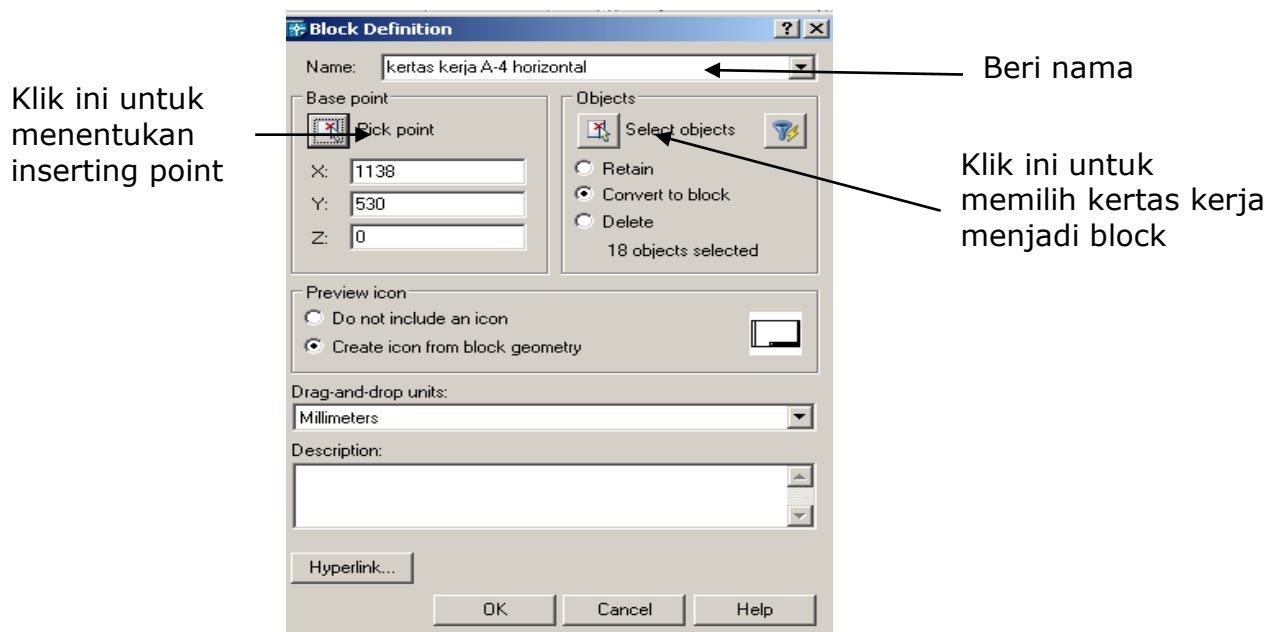 Block Definition
Name: kertas kerja A-4 horizontal
Beri nama
Klik ini untuk
menentukan
inserting point
Base point
Pick point
X: 1138
Y: 530
Z: 0
Objects
Select objects
Retain
Convert to block
Delete
18 objects selected
Klik ini untuk
memilih kertas kerja
menjadi block
Preview icon
Do not include an icon
Create icon from block geometry
Drag-and-drop units:
Millimeters
Description:
Hyperlink...
OK Cancel Help